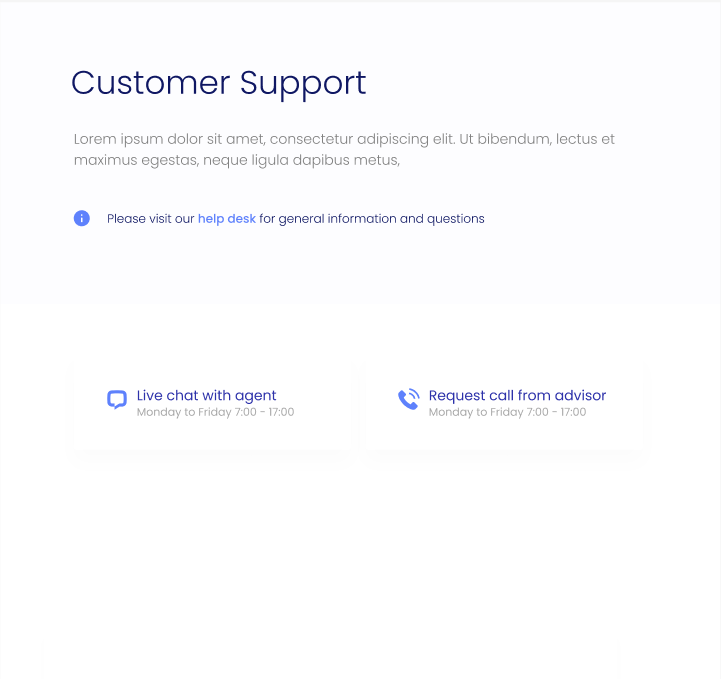 Customer Support
Lorem ipsum dolor sit amet, consectetur adipiscing elit. Ut bibendum, lectus et
maximus egestas, neque ligula dapibus metus,
Please visit our help desk for general information and questions
Live chat with agent
Monday to Friday 7:00 - 17:00
Request call from advisor
Monday to Friday 7:00 - 17:00